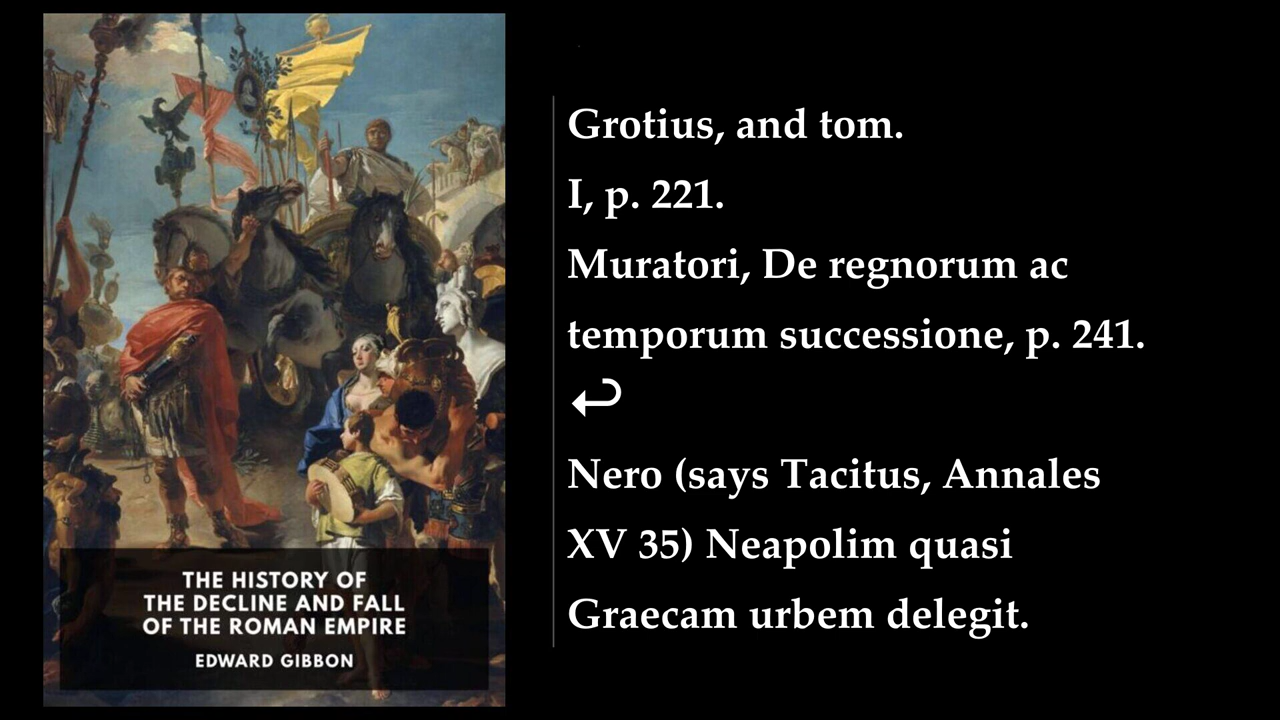 THE HISTORY OF
THE DECLINE AND FALL
OF THE ROMAN EMPIRE
EDWARD GIBBON
Grotius, and tom.
I, p. 221.
Muratori, De regnorum ac
temporum successione, p. 241.
↩
Nero (says Tacitus, Annales
XV 35) Neapolim quasi
Graecam urbem delegit.